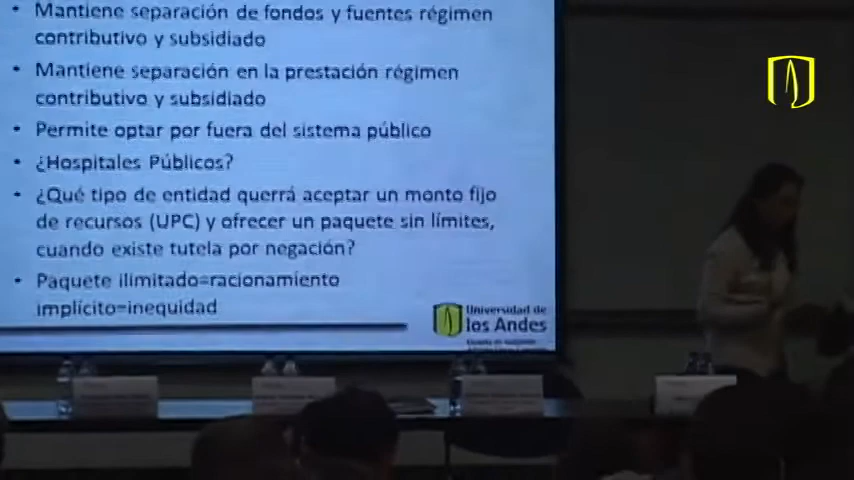 • Mantiene separación de fondos y fuentes régimen
contributivo y subsidiado
• Mantiene separación en la prestación régimen
contributivo y subsidiado
• Permite optar por fuera del sistema público
• ¿Hospitales Públicos?
• ¿Qué tipo de entidad querrá aceptar un monto fijo
de recursos (UPC) y ofrecer un paquete sin límites,
cuando existe tutela por negación?
• Paquete ilimitado=racionamiento
implícito=inequidad
Universidad de
los Andes